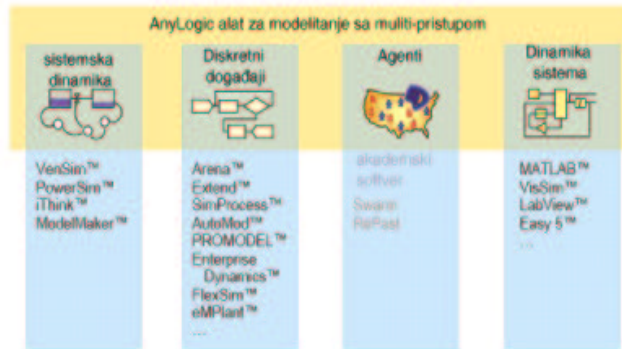 AnyLogic alat za modelitanje sa muliti-pristupom
sistemska
dinamika
VenSim™
PowerSim™
iThink™
ModelMaker™
Diskretni
događaji
Arena™
Extend™
SimProcess™
AutoMod™
PROMODEL™
Enterprise
Dynamics™
FlexSim™
eMPlant™
...
Agenti
akademski
softver
Swarm
RePast
Dinamika
sistema
MATLAB™
VisSim™
LabView™
Easy 5™
...